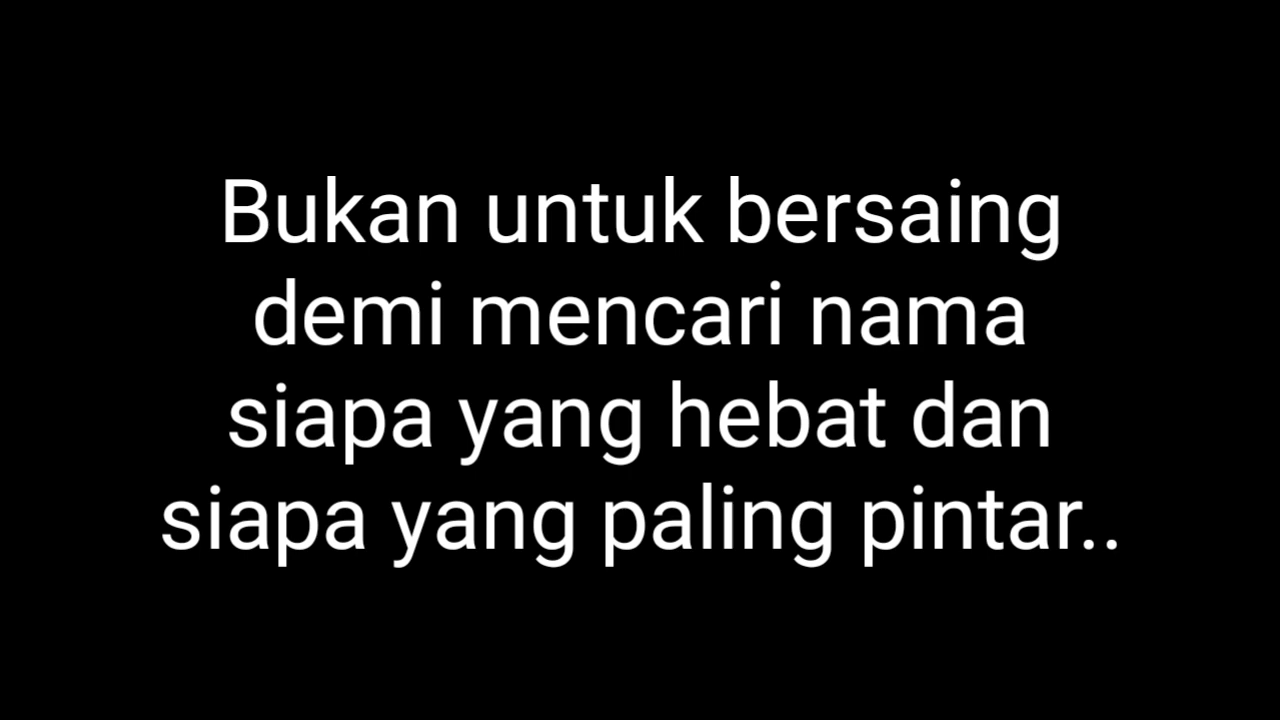 Bukan untuk bersaing
demi mencari nama
siapa yang hebat dan
siapa yang paling pintar..